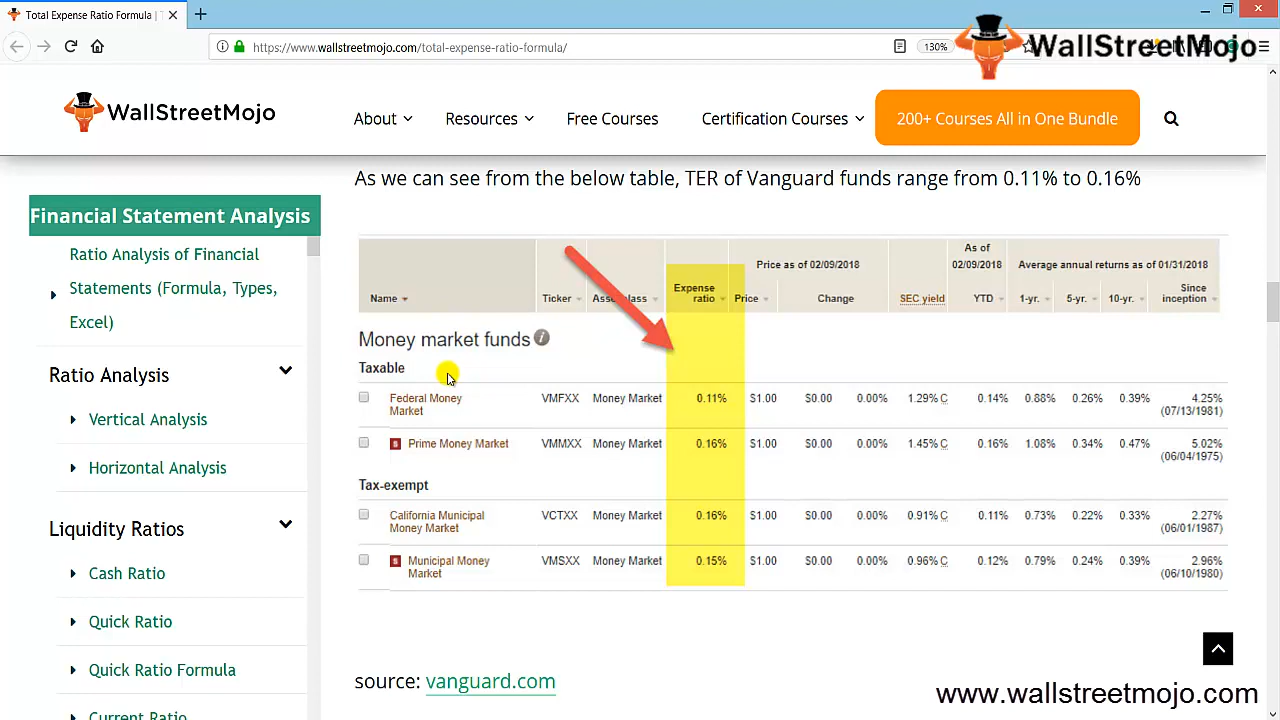 Total Expense Ratio Formula | T
https://www.wallstreetmojo.com/total-expense-ratio-formula/
130%
WallStreetMojo
WallStreetMojo
About
Resources
Free Courses
Certification Courses
200+ Courses All in One Bundle
As we can see from the below table, TER of Vanguard funds range from 0.11% to 0.16%
Financial Statement Analysis
Ratio Analysis of Financial
Statements (Formula, Types,
Excel)
Ratio Analysis
Vertical Analysis
Horizontal Analysis
Liquidity Ratios
Cash Ratio
Quick Ratio
Quick Ratio Formula
Current Ratio
As of
Price as of 02/09/2018 02/09/2018 Average annual returns as of 01/31/2018
Name Ticker Expense ratio Price Change SEC yield YTD 1-yr. 5-yr. 10-yr. Since inception
Money market funds
Taxable
Federal Money Market VMFXX Money Market 0.11% $1.00 $0.00 0.00% 1.29% C 0.14% 0.88% 0.26% 0.39% 4.25%
(07/13/1981)
Prime Money Market VMMXX Money Market 0.16% $1.00 $0.00 0.00% 1.45% C 0.16% 1.08% 0.34% 0.47% 5.02%
(06/04/1975)
Tax-exempt
California Municipal Money Market VCTXX Money Market 0.16% $1.00 $0.00 0.00% 0.91% C 0.11% 0.73% 0.22% 0.33% 2.27%
(06/01/1987)
Municipal Money Market VMSXX Money Market 0.15% $1.00 $0.00 0.00% 0.96% C 0.12% 0.79% 0.24% 0.39% 2.96%
(06/10/1980)
source: vanguard.com
www.wallstreetmojo.com